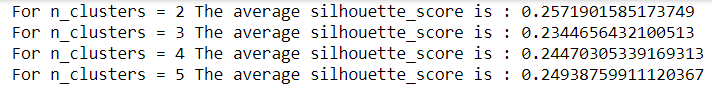 For n_clusters = 2 The average silhouette_score is : 0.2571901585173749
For n_clusters = 3 The average silhouette_score is : 0.2344656432100513
For n_clusters = 4 The average silhouette_score is : 0.24470305339169313
For n_clusters = 5 The average silhouette_score is : 0.24938759911120367